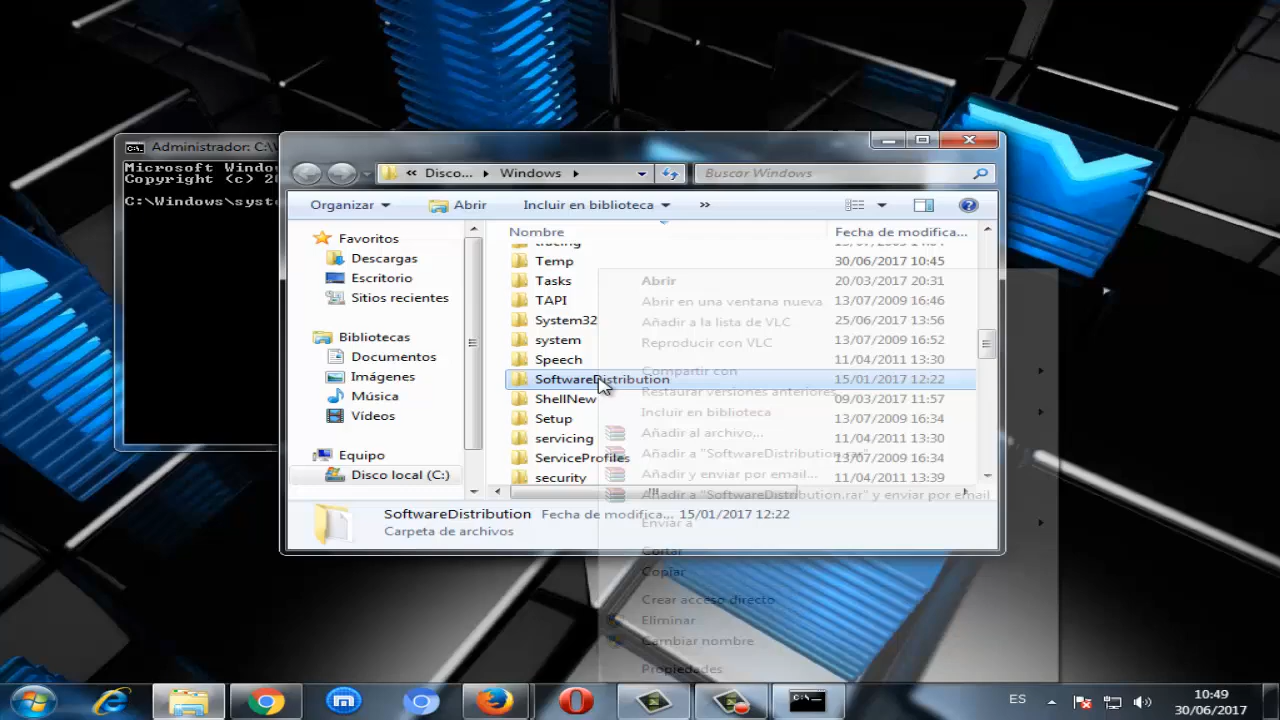 Administrador: C:\W
Microsoft Windo
Copyright (c) 2
C:\Windows\syste
« Disco... ▸ Windows ▸
Buscar Windows
Organizar
Abrir
Incluir en biblioteca
»
Favoritos
Descargas
Escritorio
Sitios recientes
Bibliotecas
Documentos
Imágenes
Música
Vídeos
Equipo
Disco local (C:)
Nombre Fecha de modifica...
tracing
Temp 30/06/2017 10:45
Tasks 20/03/2017 20:31
TAPI 13/07/2009 16:46
System32 25/06/2017 13:56
system 13/07/2009 16:52
Speech 11/04/2011 13:30
SoftwareDistribution 15/01/2017 12:22
ShellNew 09/03/2017 11:57
Setup 13/07/2009 16:34
servicing 11/04/2011 13:30
ServiceProfiles 13/07/2009 16:34
security 11/04/2011 13:39
Abrir
Abrir en una ventana nueva
Añadir a la lista de VLC
Reproducir con VLC
Compartir con
Restaurar versiones anteriores
Incluir en biblioteca
Añadir al archivo...
Añadir a "SoftwareDistribution.rar"
Añadir y enviar por email...
Añadir a "SoftwareDistribution.rar" y enviar por email
Enviar a
Cortar
Copiar
Crear acceso directo
Eliminar
Cambiar nombre
Propiedades
SoftwareDistribution Fecha de modifica... 15/01/2017 12:22
Carpeta de archivos
ES
10:49
30/06/2017